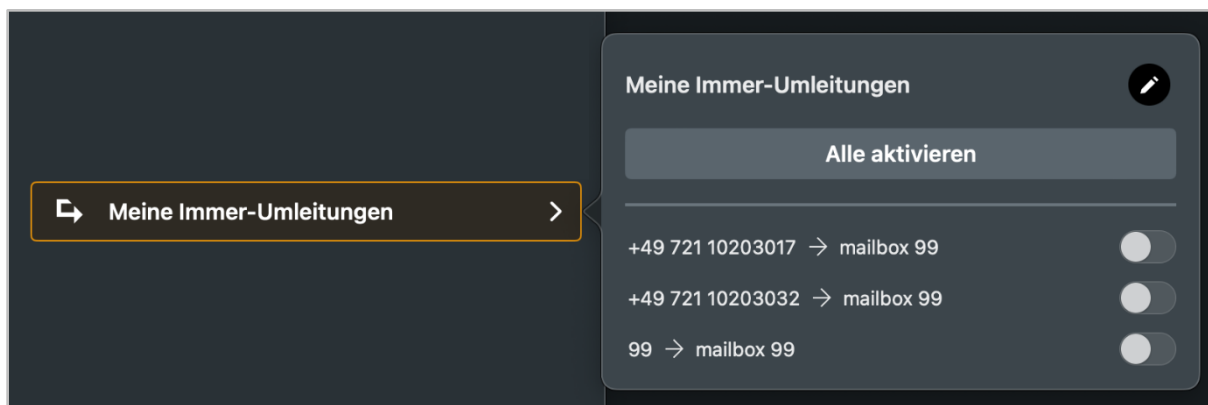 Meine Immer-Umleitungen
Meine Immer-Umleitungen
Alle aktivieren
+49 721 10203017 → mailbox 99
+49 721 10203032 → mailbox 99
99 → mailbox 99